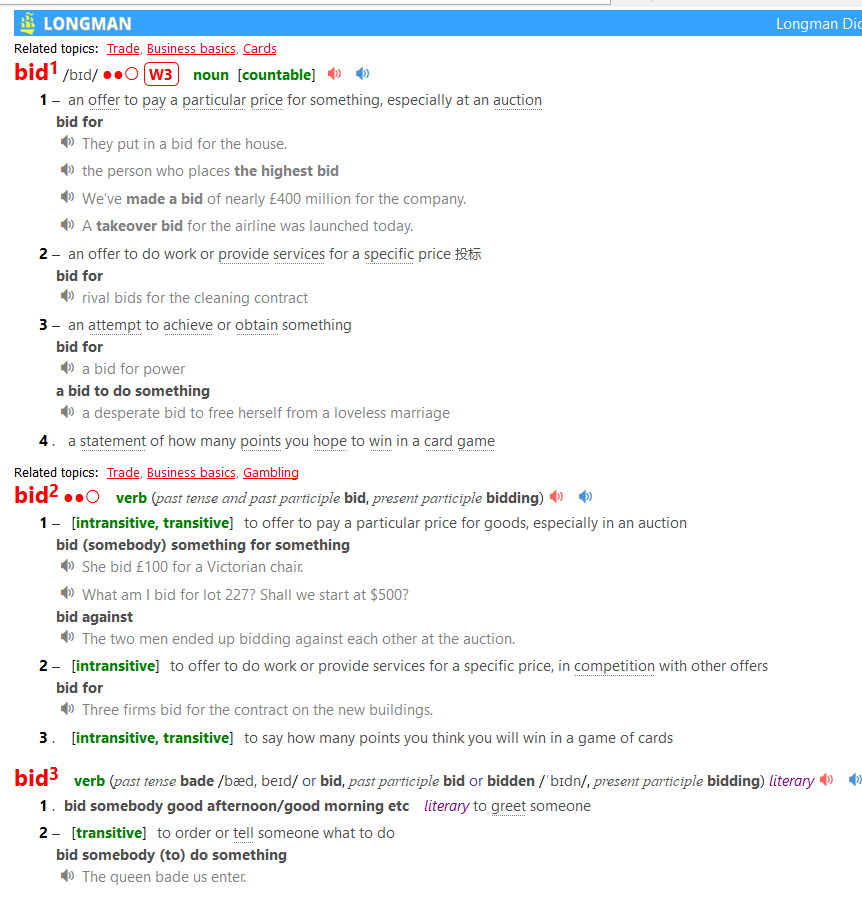 LONGMAN
Longman Dic
Related topics: Trade, Business basics, Cards
bid1 /bɪd/ ●●○ W3 noun [countable]
1 – an offer to pay a particular price for something, especially at an auction
bid for
They put in a bid for the house.
the person who places the highest bid
We've made a bid of nearly £400 million for the company.
A takeover bid for the airline was launched today.
2 – an offer to do work or provide services for a specific price 投标
bid for
rival bids for the cleaning contract
3 – an attempt to achieve or obtain something
bid for
a bid for power
a bid to do something
a desperate bid to free herself from a loveless marriage
4 . a statement of how many points you hope to win in a card game
Related topics: Trade, Business basics, Gambling
bid2 ●●○ verb (past tense and past participle bid, present participle bidding)
1 – [intransitive, transitive] to offer to pay a particular price for goods, especially in an auction
bid (somebody) something for something
She bid £100 for a Victorian chair.
What am I bid for lot 227? Shall we start at $500?
bid against
The two men ended up bidding against each other at the auction.
2 – [intransitive] to offer to do work or provide services for a specific price, in competition with other offers
bid for
Three firms bid for the contract on the new buildings.
3 . [intransitive, transitive] to say how many points you think you will win in a game of cards
bid3 verb (past tense bade /bæd, beɪd/ or bid, past participle bid or bidden /ˈbɪdn/, present participle bidding) literary
1 . bid somebody good afternoon/good morning etc literary to greet someone
2 – [transitive] to order or tell someone what to do
bid somebody (to) do something
The queen bade us enter.